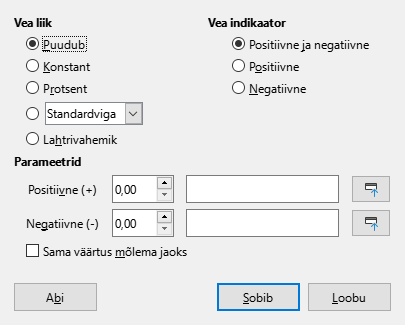 Vea liik
Puudub
Konstant
Protsent
Standardviga
Lahtrivahemik
Vea indikaator
Positiivne ja negatiivne
Positiivne
Negatiivne
Parameetrid
Positiivne (+) 0,00
Negatiivne (-) 0,00
Sama väärtus mõlema jaoks
Abi Sobib Loobu